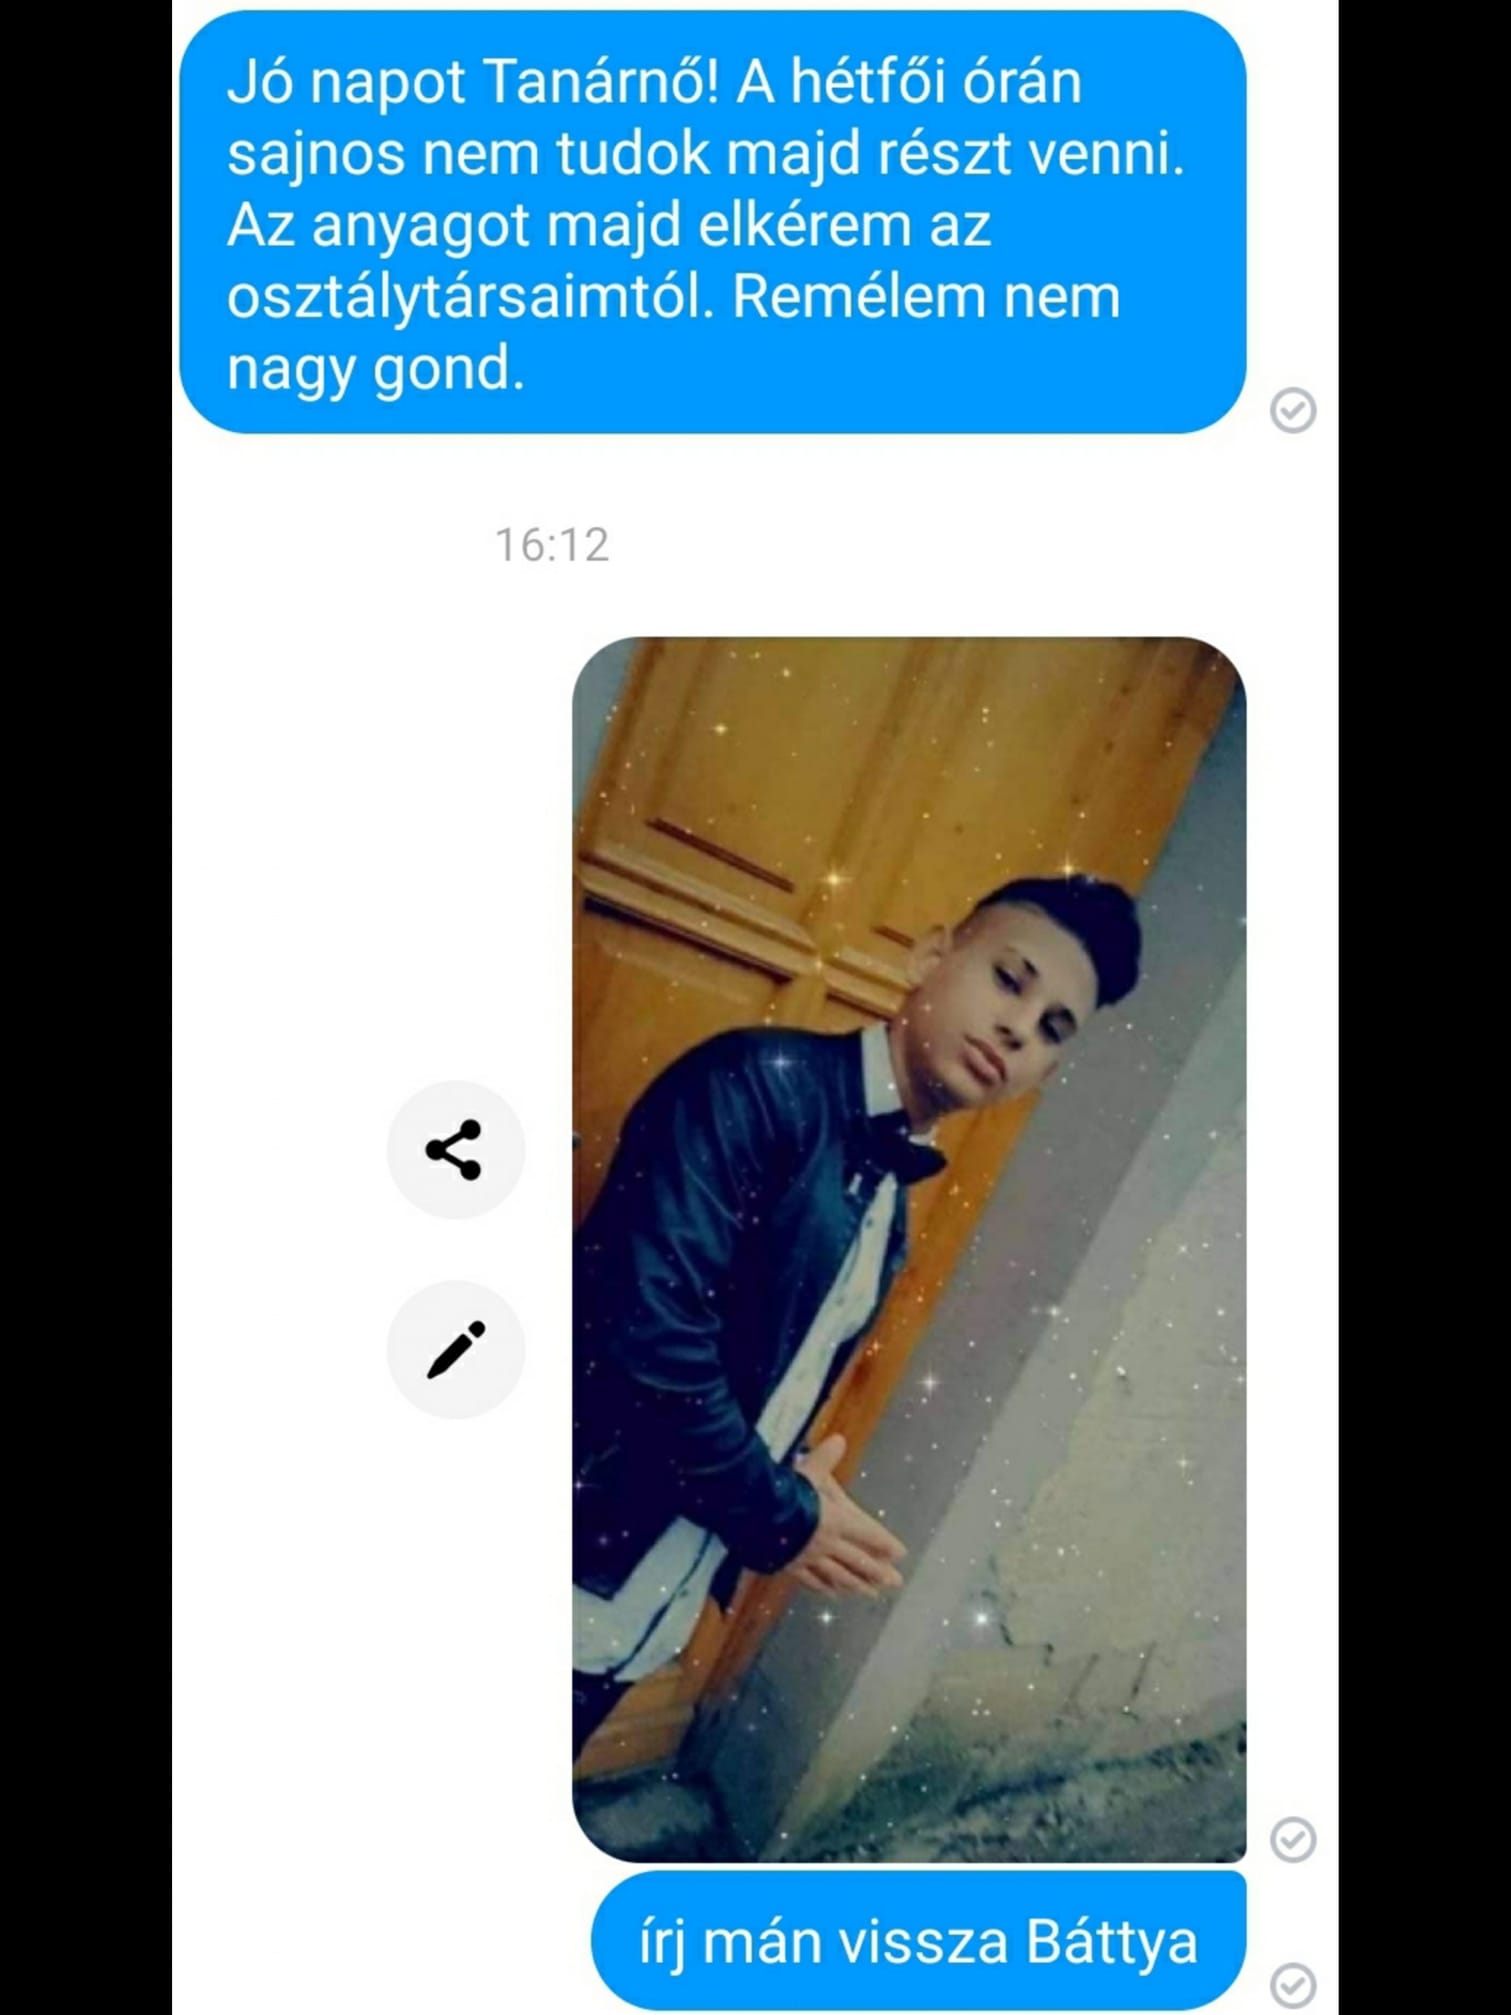 Jó napot Tanárnő! A hétfői órán
sajnos nem tudok majd részt venni.
Az anyagot majd elkérem az
osztálytársaimtól. Remélem nem
nagy gond.
16:12
írj mán vissza Báttya